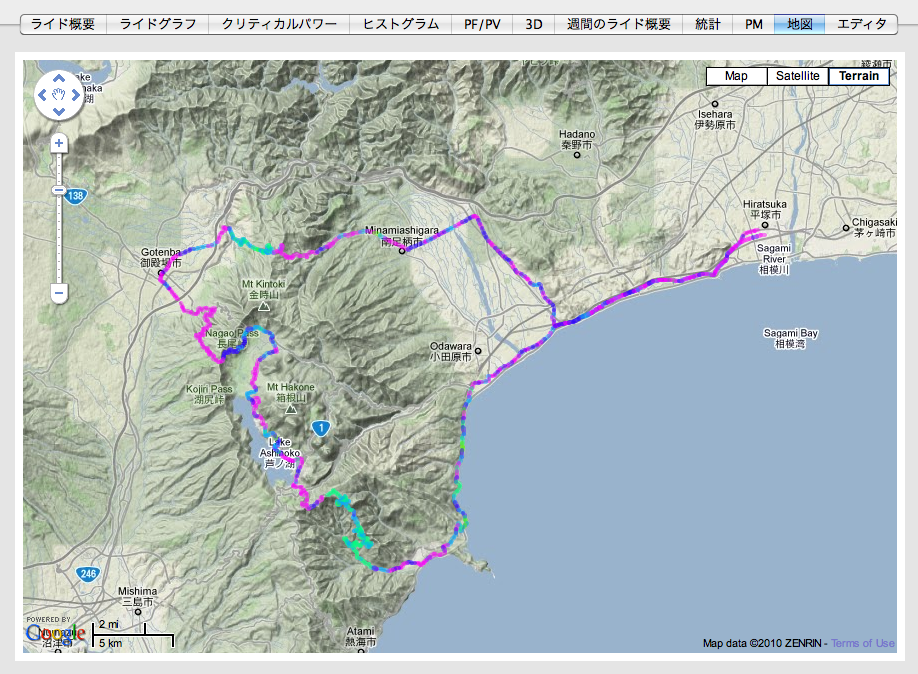 ライド概要 ライドグラフ クリティカルパワー ヒストグラム PF/PV 3D 週間のライド概要 統計 PM 地図 エディタ
綾瀬市
Map Satellite Terrain
Isehara
伊勢原市
Hadano
秦野市
138
Hiratsuka
平塚市
Chigasaki
茅ヶ崎市
Minamiashigara
南足柄市
Gotenba
御殿場市
Sagami
River
相模川
Mt Kintoki
金時山
Nagao Pass
長尾峠
Sagami Bay
相模湾
Odawara
小田原市
Kojiri Pass
湖尻峠
Mt Hakone
箱根山
1
Lake
Ashinoko
芦ノ湖
246
Mishima
三島市
POWERED BY
Google
2 mi
5 km
沼津市
Atami
熱海市
Map data ©2010 ZENRIN - Terms of Use